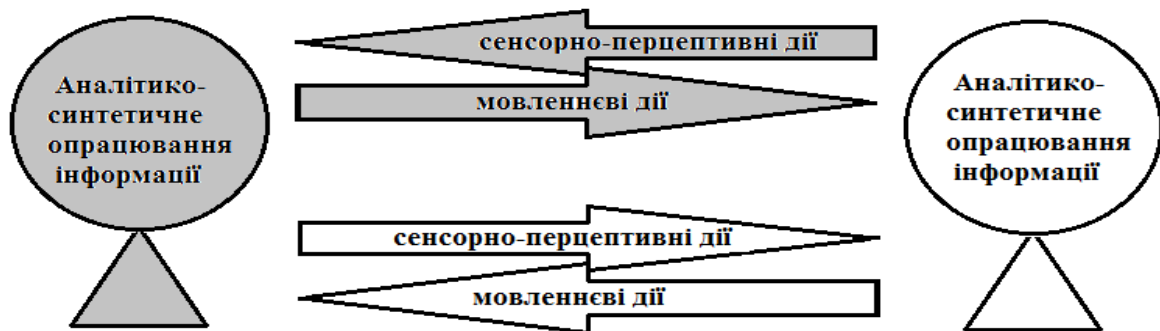 Аналітико-
синтетичне
опрацювання
інформації
сенсорно-перцептивні дії
мовленнєві дії
сенсорно-перцептивні дії
мовленнєві дії
Аналітико-
синтетичне
опрацювання
інформації